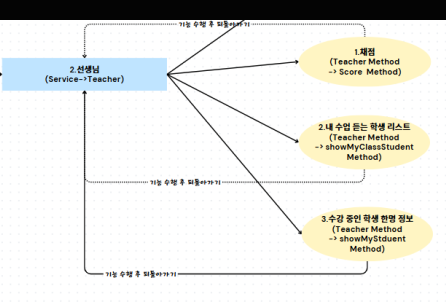 기능 수행 후 되돌아가기
1.채점
(Teacher Method
-> Score Method)
2.선생님
(Service->Teacher)
2.내 수업 듣는 학생 리스트
(Teacher Method
-> showMyClassStudent
Method)
기능 수행 후 되돌아가기
3.수강 중인 학생 한명 정보
(Teacher Method
-> showMyStduent
Method)
기능 수행 후 되돌아가기